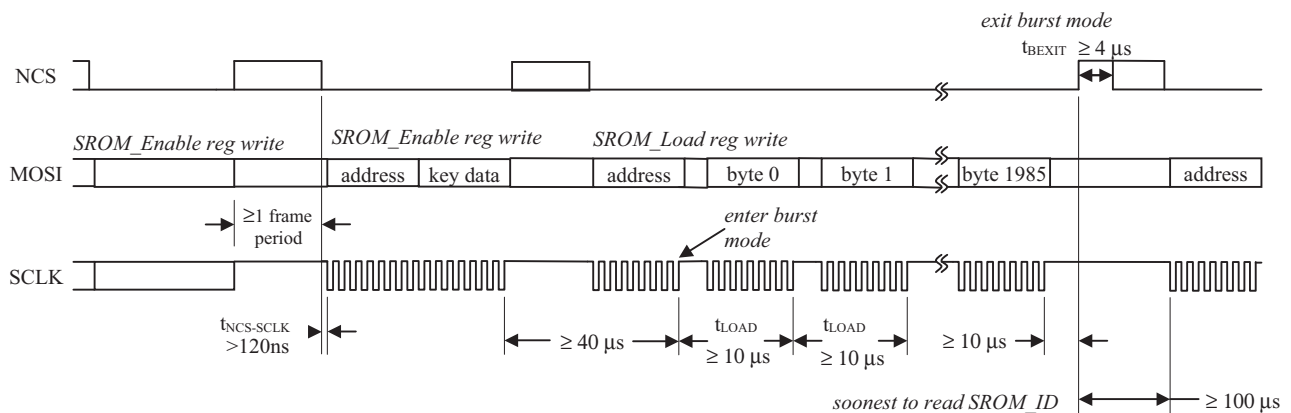 exit burst mode
tBEXIT ≥ 4 µs
NCS
SROM_Enable reg write
SROM_Enable reg write
SROM_Load reg write
MOSI
address
key data
address
byte 0
byte 1
byte 1985
address
≥1 frame
period
enter burst
mode
SCLK
tNCS-SCLK
>120ns
≥ 40 µs
tLOAD
≥ 10 µs
tLOAD
≥ 10 µs
≥ 10 µs
soonest to read SROM_ID
≥ 100 µs